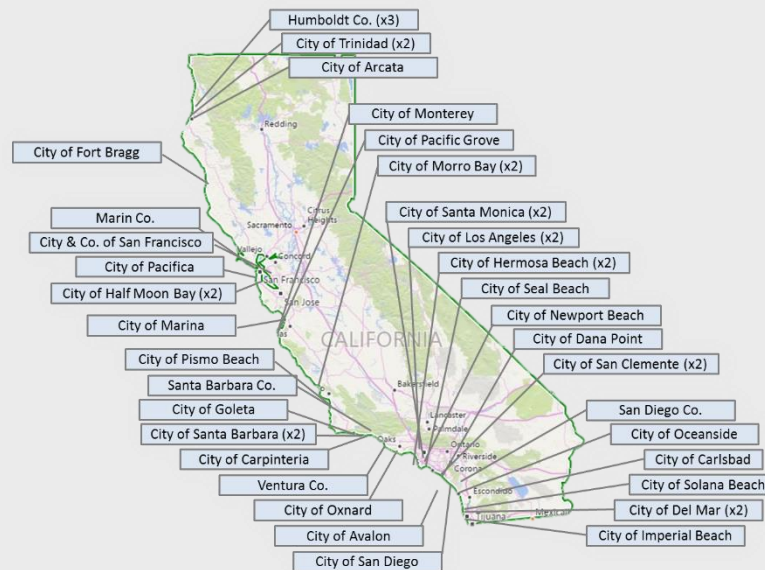 Humboldt Co. (x3)
City of Trinidad (x2)
City of Arcata
City of Monterey
City of Pacific Grove
City of Morro Bay (x2)
City of Fort Bragg
Redding
Marin Co.
City & Co. of San Francisco
City of Pacifica
City of Half Moon Bay (x2)
City of Marina
Citrus
Heights
Sacramento
Vallejo
Concord
San Francisco
San Jose
as
CALIFORNIA
City of Santa Monica (x2)
City of Los Angeles (x2)
City of Hermosa Beach (x2)
City of Seal Beach
City of Newport Beach
City of Dana Point
City of San Clemente (x2)
City of Pismo Beach
Santa Barbara Co.
City of Goleta
City of Santa Barbara (x2)
City of Carpinteria
Ventura Co.
City of Oxnard
City of Avalon
City of San Diego
Bakersfield
Lancaster
Palmdale
Oaks
Ontario
Riverside
Corona
Escondido
Tijuana
Mexicali
San Diego Co.
City of Oceanside
City of Carlsbad
City of Solana Beach
City of Del Mar (x2)
City of Imperial Beach